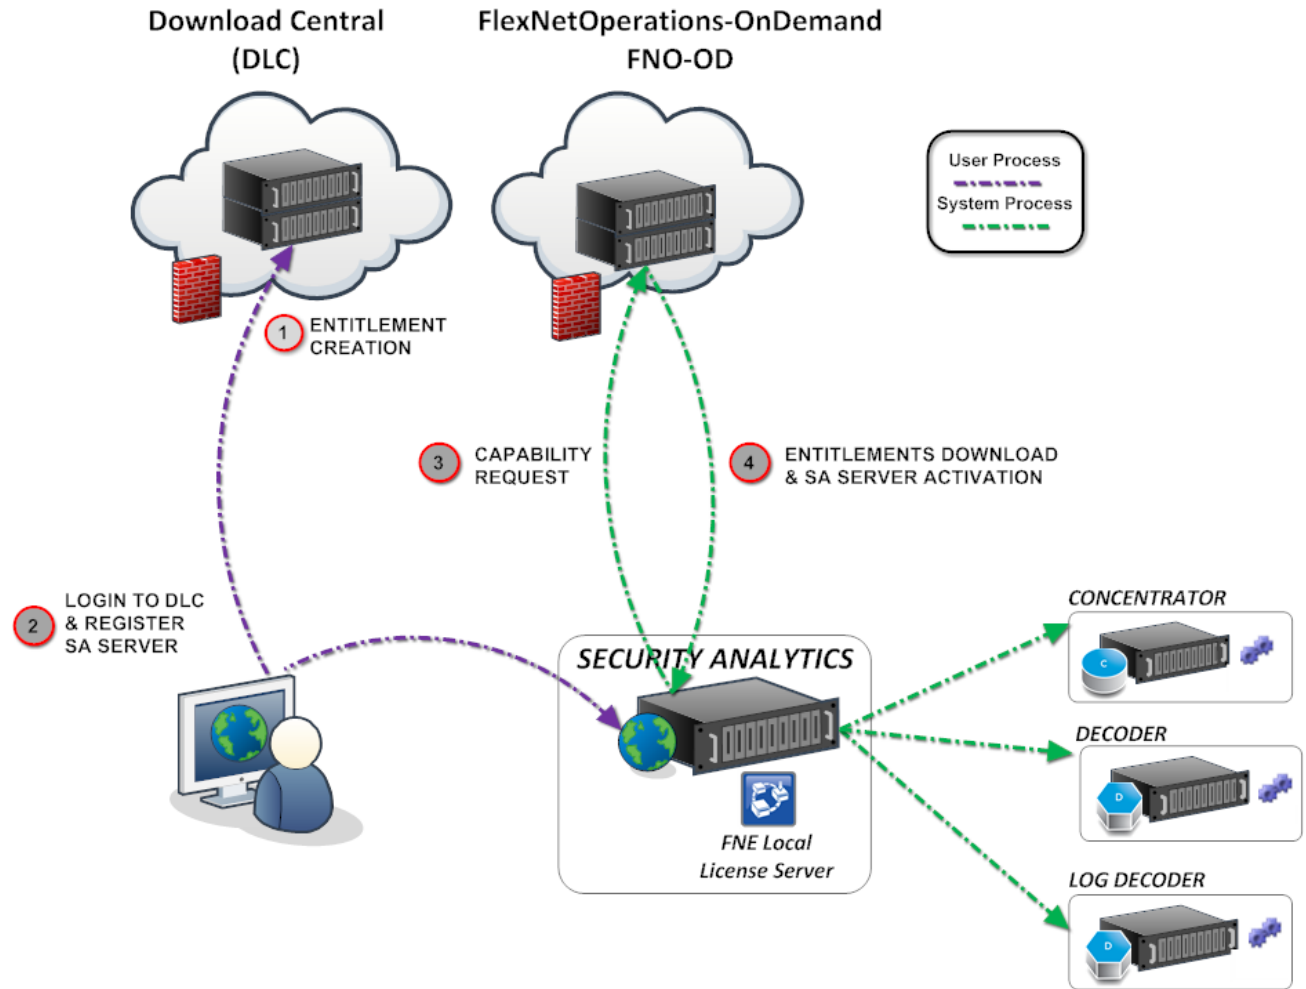 Download Central
(DLC)
FlexNetOperations-OnDemand
FNO-OD
User Process
System Process
1
ENTITLEMENT
CREATION
3
CAPABILITY
REQUEST
4
ENTITLEMENTS DOWNLOAD
& SA SERVER ACTIVATION
2
LOGIN TO DLC
& REGISTER
SA SERVER
SECURITY ANALYTICS
FNE Local
License Server
CONCENTRATOR
C
DECODER
D
LOG DECODER
D